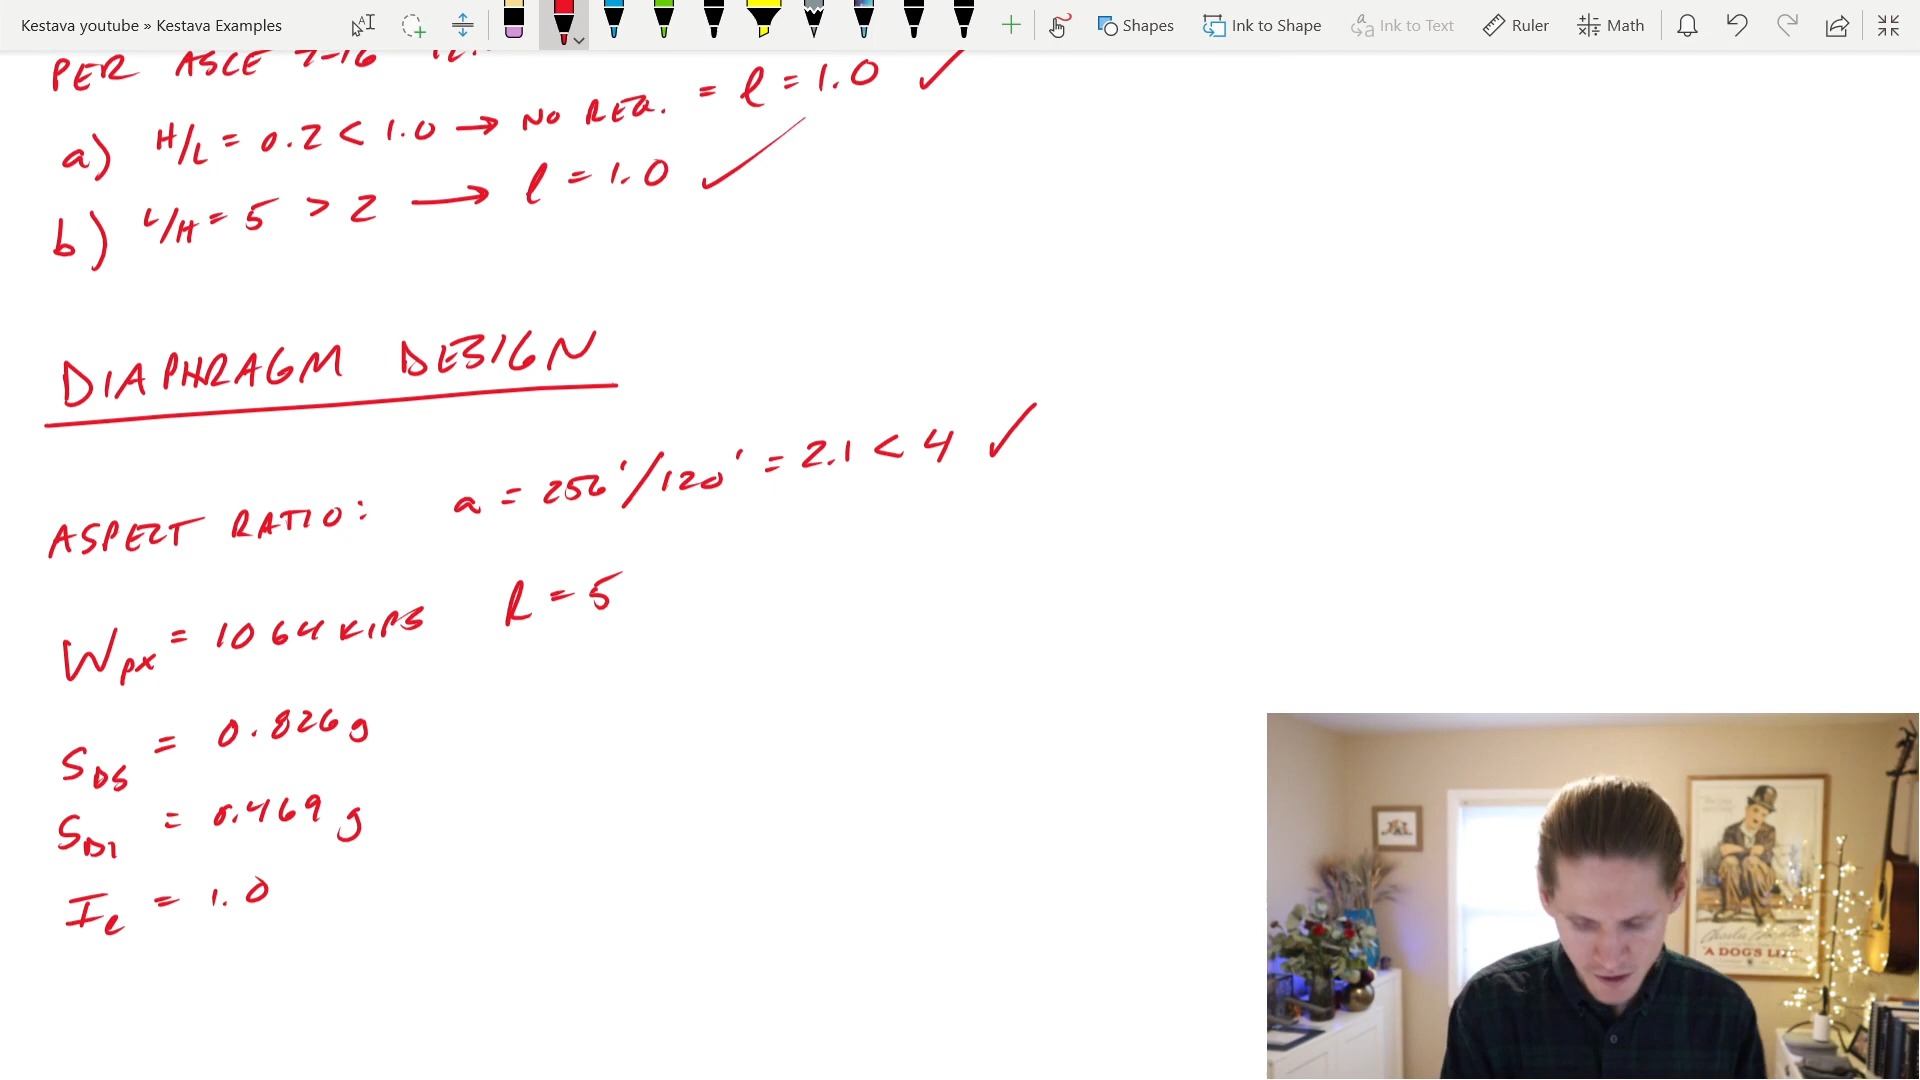 Kestava youtube » Kestava Examples
Shapes
Ink to Shape
Ink to Text
Ruler
Math
PER ASCE 7-16
a) H/L = 0.2 < 1.0 → NO REQ. = ρ = 1.0 ✓
b) L/H = 5 > 2 → ρ = 1.0 ✓
DIAPHRAGM DESIGN
ASPECT RATIO: a = 256'/120' = 2.1 < 4 ✓
Wpx = 1064 KIPS R = 5
SDS = 0.826 g
SD1 = 0.469 g
Ie = 1.0
A DOG'S LI